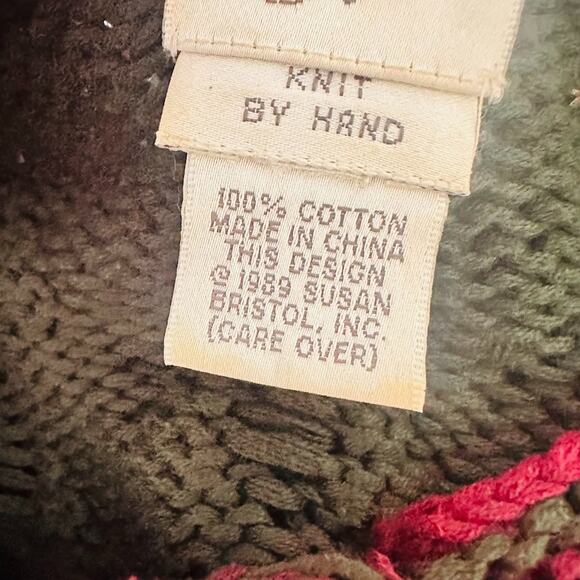 KNIT
BY HAND
100% COTTON
MADE IN CHINA
THIS DESIGN
© 1989 SUSAN
BRISTOL, INC.
(CARE OVER)